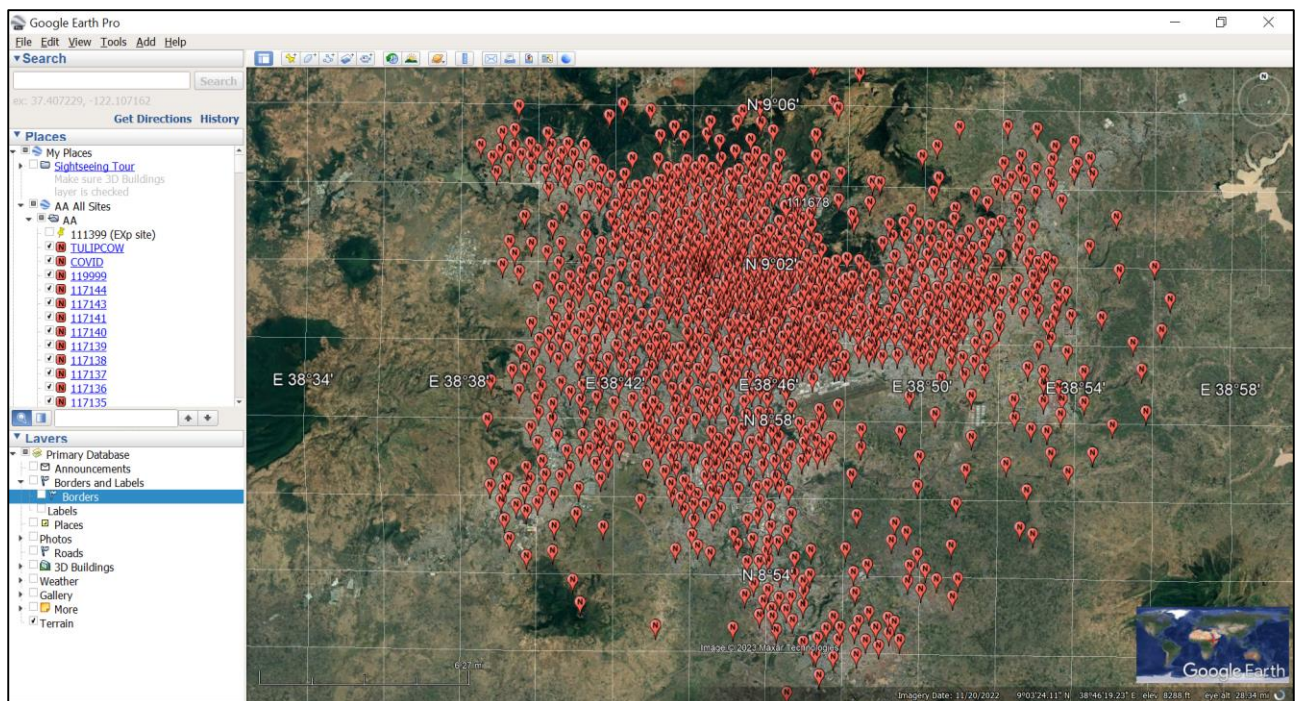 Google Earth Pro
File Edit View Tools Add Help
Search
Search
ex: 37.407229, -122.107162
Get Directions History
Places
My Places
Sightseeing Tour
Make sure 3D Buildings
layer is checked
AA All Sites
AA
111399 (EXp site)
TULIPCOW
COVID
119999
117144
117143
117141
117140
117139
117138
117137
117136
117135
Layers
Primary Database
Announcements
Borders and Labels
Borders
Labels
Places
Photos
Roads
3D Buildings
Weather
Gallery
More
Terrain
N
N 9°06'
111678
N 9°02'
E 38°34'
E 38°38'
E 38°42'
E 38°46'
E 38°50'
E 38°54'
E 38°58'
N 8°58'
N 8°54'
Image © 2023 Maxar Technologies
6.27 mi
Google Earth
Imagery Date: 11/20/2022 9°03'24.11" N 38°46'19.23" E elev 8288 ft eye alt 28.34 mi